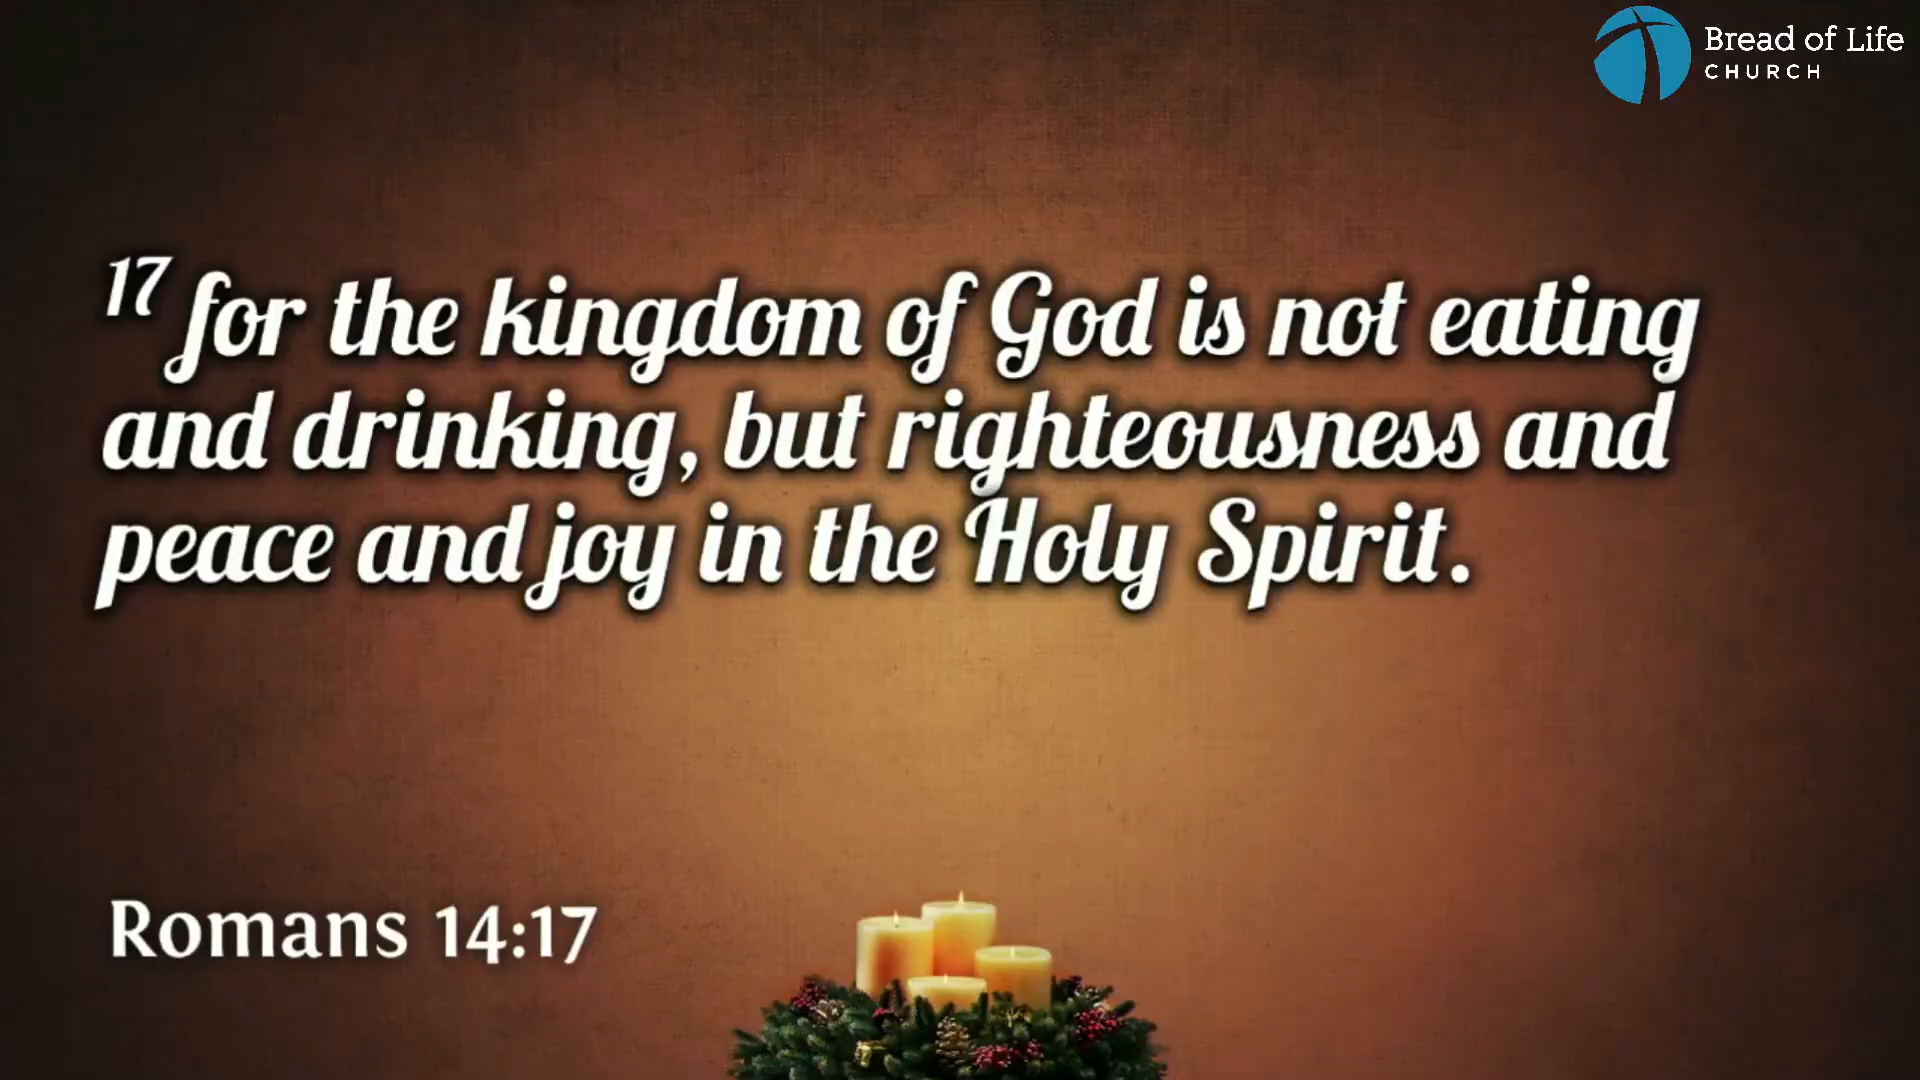 Bread of Life
CHURCH
17 for the kingdom of God is not eating
and drinking, but righteousness and
peace and joy in the Holy Spirit.
Romans 14:17